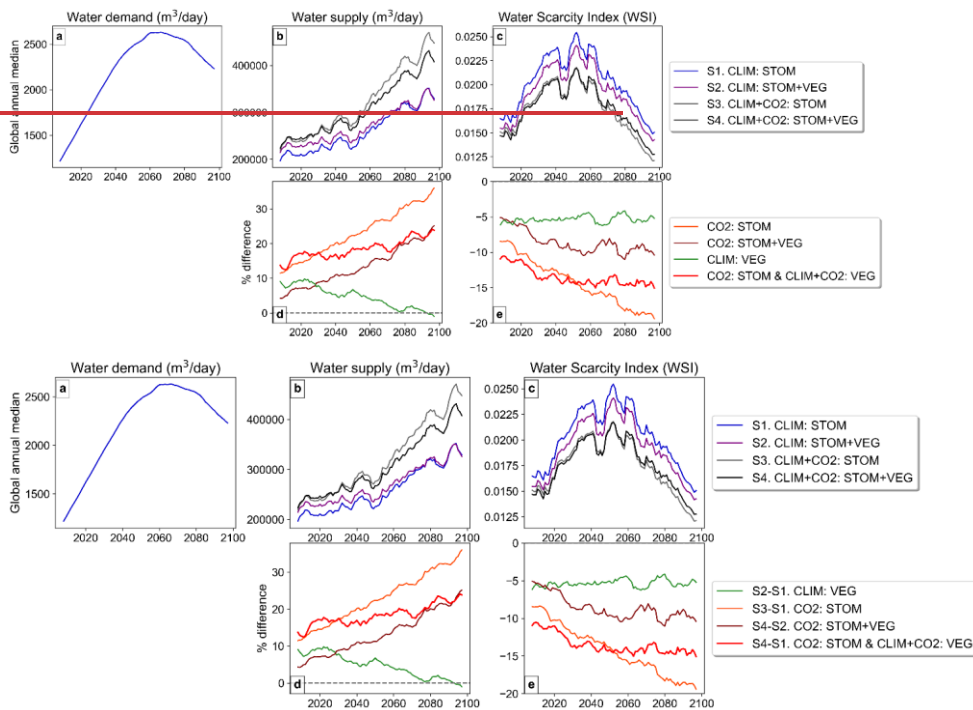 Water demand (m³/day)
Water supply (m³/day)
Water Scarcity Index (WSI)
Global annual median
a
2500
2000
1500
2020 2040 2060 2080 2100
b
400000
200000
2020 2040 2060 2080 2100
c
0.0250
0.0225
0.0200
0.0175
0.0150
0.0125
2020 2040 2060 2080 2100
S1. CLIM: STOM
S2. CLIM: STOM+VEG
S3. CLIM+CO2: STOM
S4. CLIM+CO2: STOM+VEG
% difference
30
20
10
0
d
2020 2040 2060 2080 2100
0
−5
−10
−15
−20
e
2020 2040 2060 2080 2100
CO2: STOM
CO2: STOM+VEG
CLIM: VEG
CO2: STOM & CLIM+CO2: VEG
Water demand (m³/day)
Water supply (m³/day)
Water Scarcity Index (WSI)
Global annual median
a
2500
2000
1500
2020 2040 2060 2080 2100
b
400000
300000
200000
2020 2040 2060 2080 2100
c
0.0250
0.0225
0.0200
0.0175
0.0150
0.0125
2020 2040 2060 2080 2100
S1. CLIM: STOM
S2. CLIM: STOM+VEG
S3. CLIM+CO2: STOM
S4. CLIM+CO2: STOM+VEG
% difference
30
20
10
0
d
2020 2040 2060 2080 2100
0
−5
−10
−15
−20
e
2020 2040 2060 2080 2100
S2-S1. CLIM: VEG
S3-S1. CO2: STOM
S4-S2. CO2: STOM+VEG
S4-S1. CO2: STOM & CLIM+CO2: VEG